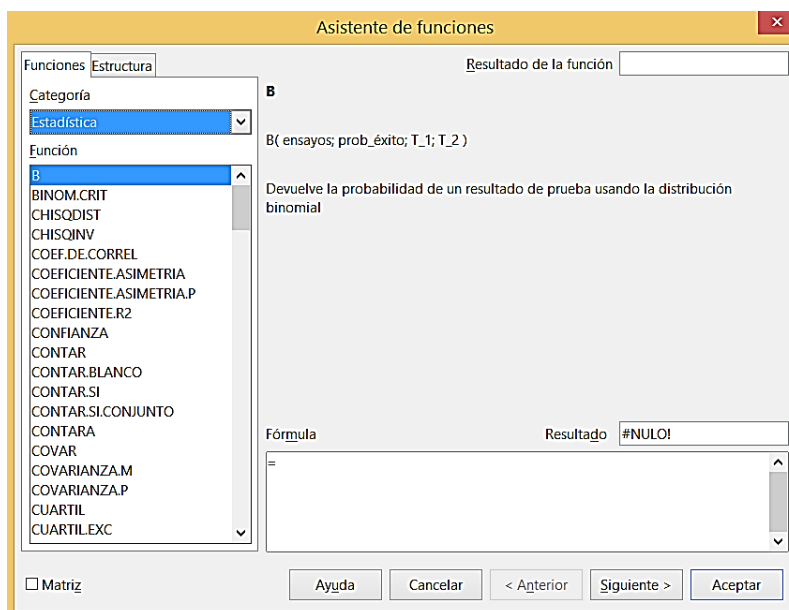 Asistente de funciones
Funciones Estructura
Resultado de la función
Categoría
Estadística
Función
B
BINOM.CRIT
CHISQDIST
CHISQINV
COEF.DE.CORREL
COEFICIENTE.ASIMETRIA
COEFICIENTE.ASIMETRIA.P
COEFICIENTE.R2
CONFIANZA
CONTAR
CONTAR.BLANCO
CONTAR.SI
CONTAR.SI.CONJUNTO
CONTARA
COVAR
COVARIANZA.M
COVARIANZA.P
CUARTIL
CUARTIL.EXC
B
B( ensayos; prob_éxito; T_1; T_2 )
Devuelve la probabilidad de un resultado de prueba usando la distribución
binomial
Fórmula
Resultado #NULO!
=
Matriz
Ayuda Cancelar < Anterior Siguiente > Aceptar